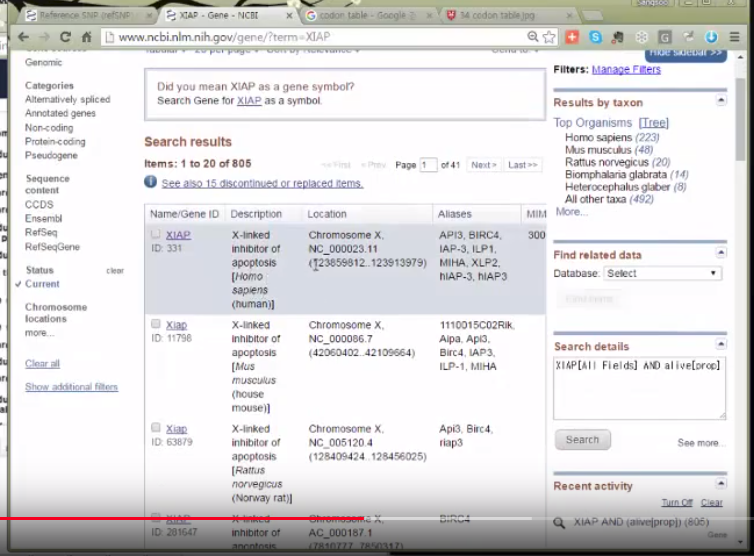 Sangsoo
Reference SNP (refSNP
XIAP - Gene - NCBI
codon table - Google
14 codon table.jpg
www.ncbi.nlm.nih.gov/gene/?term=XIAP
Genomic
Categories
Alternatively spliced
Annotated genes
Non-coding
Protein-coding
Pseudogene
Sequence
content
CCDS
Ensembl
RefSeq
RefSeqGene
Status clear
Current
Chromosome
locations
more...
Clear all
Show additional filters
Tabular 20 per page Sort by Relevance Send to:
Did you mean XIAP as a gene symbol?
Search Gene for XIAP as a symbol.
Search results
Items: 1 to 20 of 805
<< First < Prev Page 1 of 41 Next > Last >>
See also 15 discontinued or replaced items.
Name/Gene ID Description Location Aliases MIM
XIAP
ID: 331
X-linked
inhibitor of
apoptosis
[Homo
sapiens
(human)]
Chromosome X,
NC_000023.11
(123859812..123913979)
API3, BIRC4,
IAP-3, ILP1,
MIHA, XLP2,
hIAP-3, hIAP3
300
Xiap
ID: 11798
X-linked
inhibitor of
apoptosis
[Mus
musculus
(house
mouse)]
Chromosome X,
NC_000086.7
(42060402..42109664)
1110015C02Rik,
Aipa, Api3,
Birc4, IAP3,
ILP-1, MIHA
Xiap
ID: 63879
X-linked
inhibitor of
apoptosis
[Rattus
norvegicus
(Norway rat)]
Chromosome X,
NC_005120.4
(128409424..128456025)
Api3, Birc4,
riap3
XIAP
ID: 281647
X-linked
inhibitor of
apoptosis
Chromosome X,
AC_000187.1
(7810777..7850317)
BIRC4
Hide sidebar >>
Filters: Manage Filters
Results by taxon
Top Organisms [Tree]
Homo sapiens (223)
Mus musculus (48)
Rattus norvegicus (20)
Biomphalaria glabrata (14)
Heterocephalus glaber (8)
All other taxa (492)
More...
Find related data
Database: Select
Find items
Search details
XIAP[All Fields] AND alive[prop]
Search
See more...
Recent activity
Turn Off Clear
XIAP AND (alive[prop]) (805)
Gene